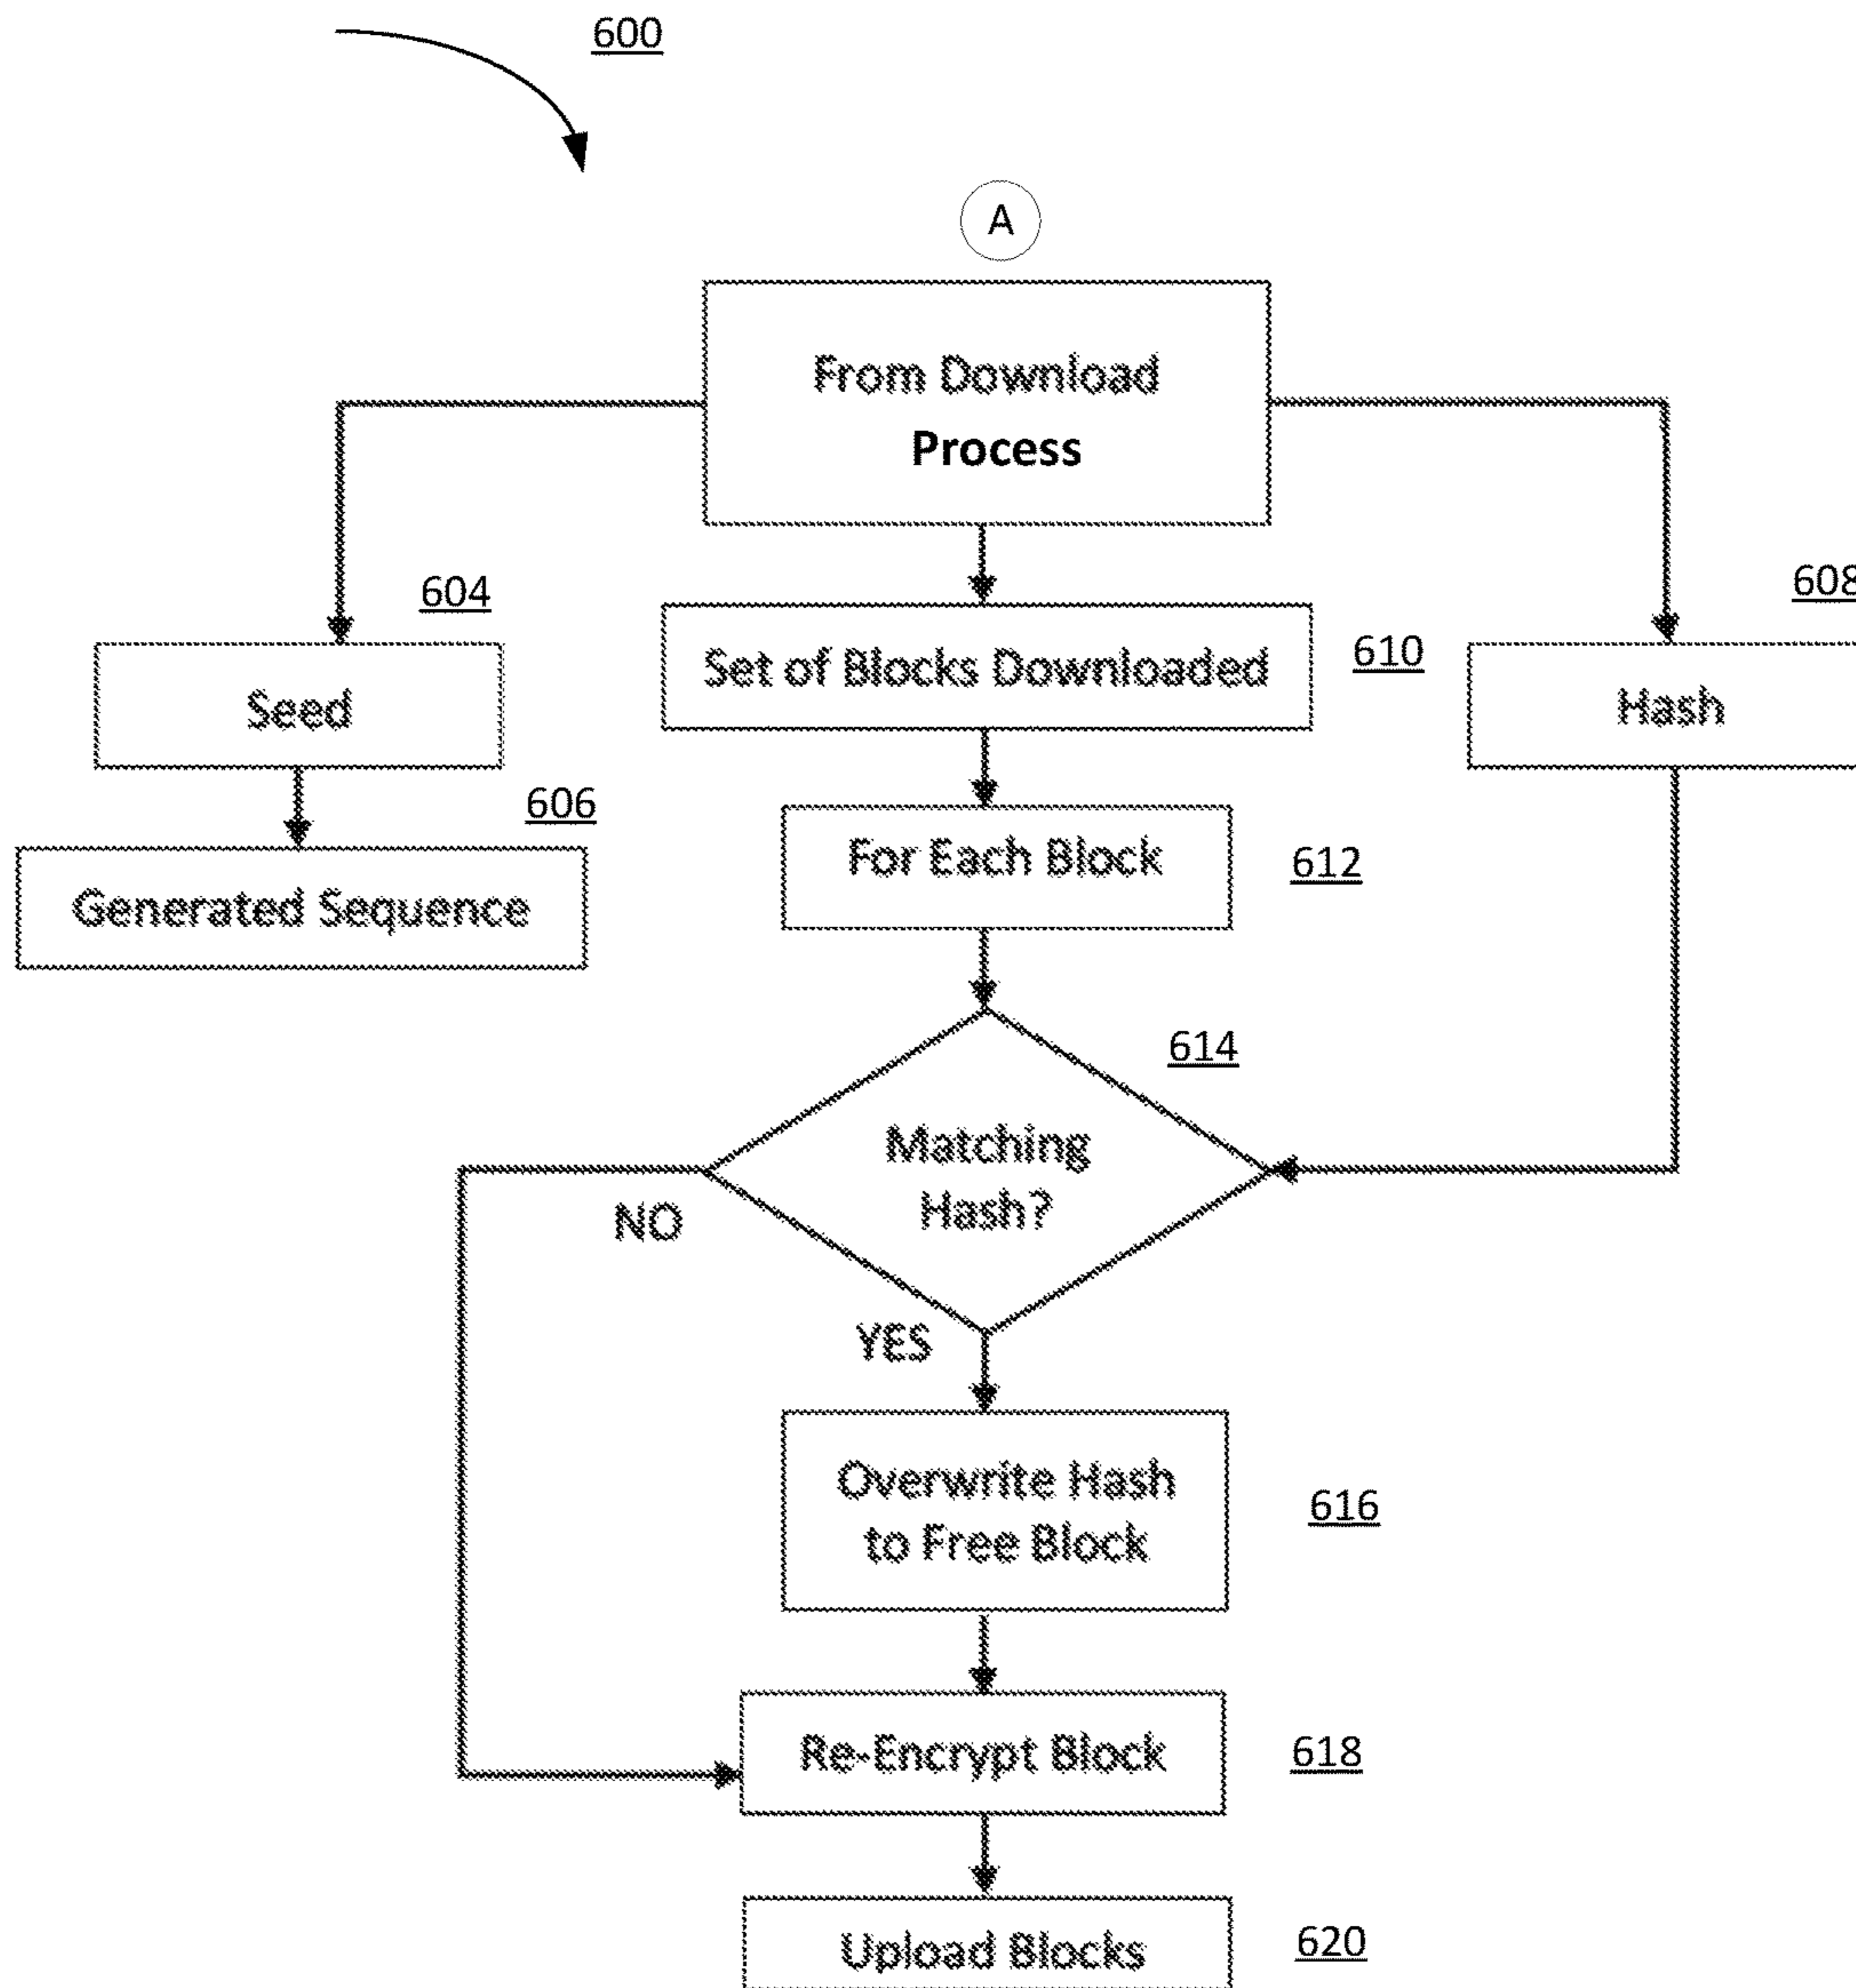 600
A
From Download
Process
604
608
Seed
Set of Blocks Downloaded
610
Hash
606
Generated Sequence
For Each Block
612
614
Matching
Hash?
NO
YES
Overwrite Hash
to Free Block
616
Re-Encrypt Block
618
Upload Blocks
620